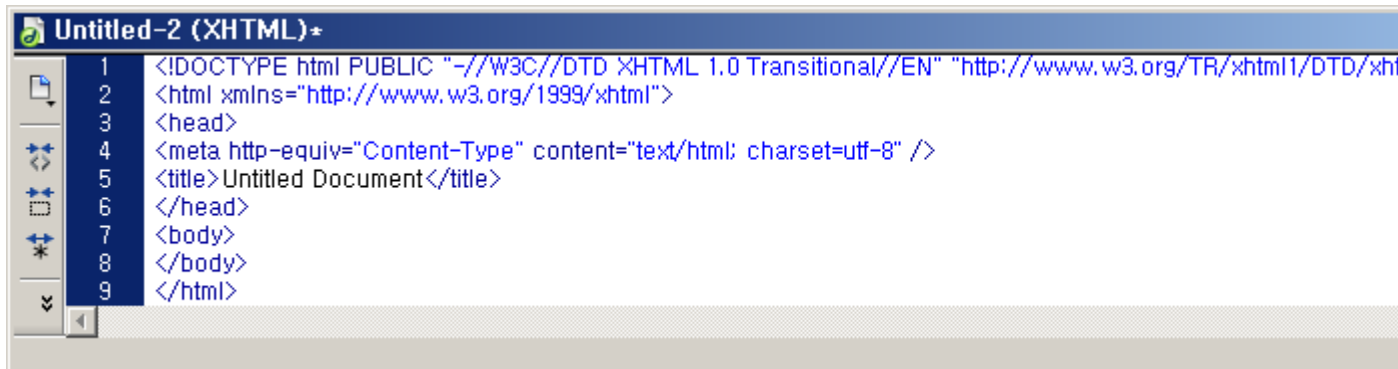 Untitled-2 (XHTML)*
1 <!DOCTYPE html PUBLIC "-//W3C//DTD XHTML 1.0 Transitional//EN" "http://www.w3.org/TR/xhtml1/DTD/xht
2 <html xmlns="http://www.w3.org/1999/xhtml">
3 <head>
4 <meta http-equiv="Content-Type" content="text/html; charset=utf-8" />
5 <title>Untitled Document</title>
6 </head>
7 <body>
8 </body>
9 </html>